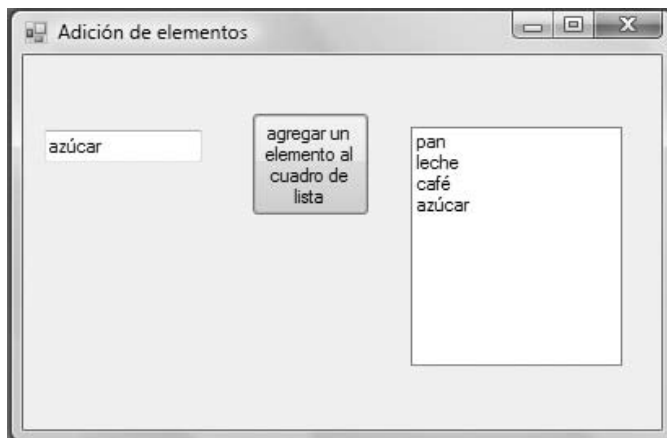 Adición de elementos
azúcar
agregar un
elemento al
cuadro de
lista
pan
leche
café
azúcar